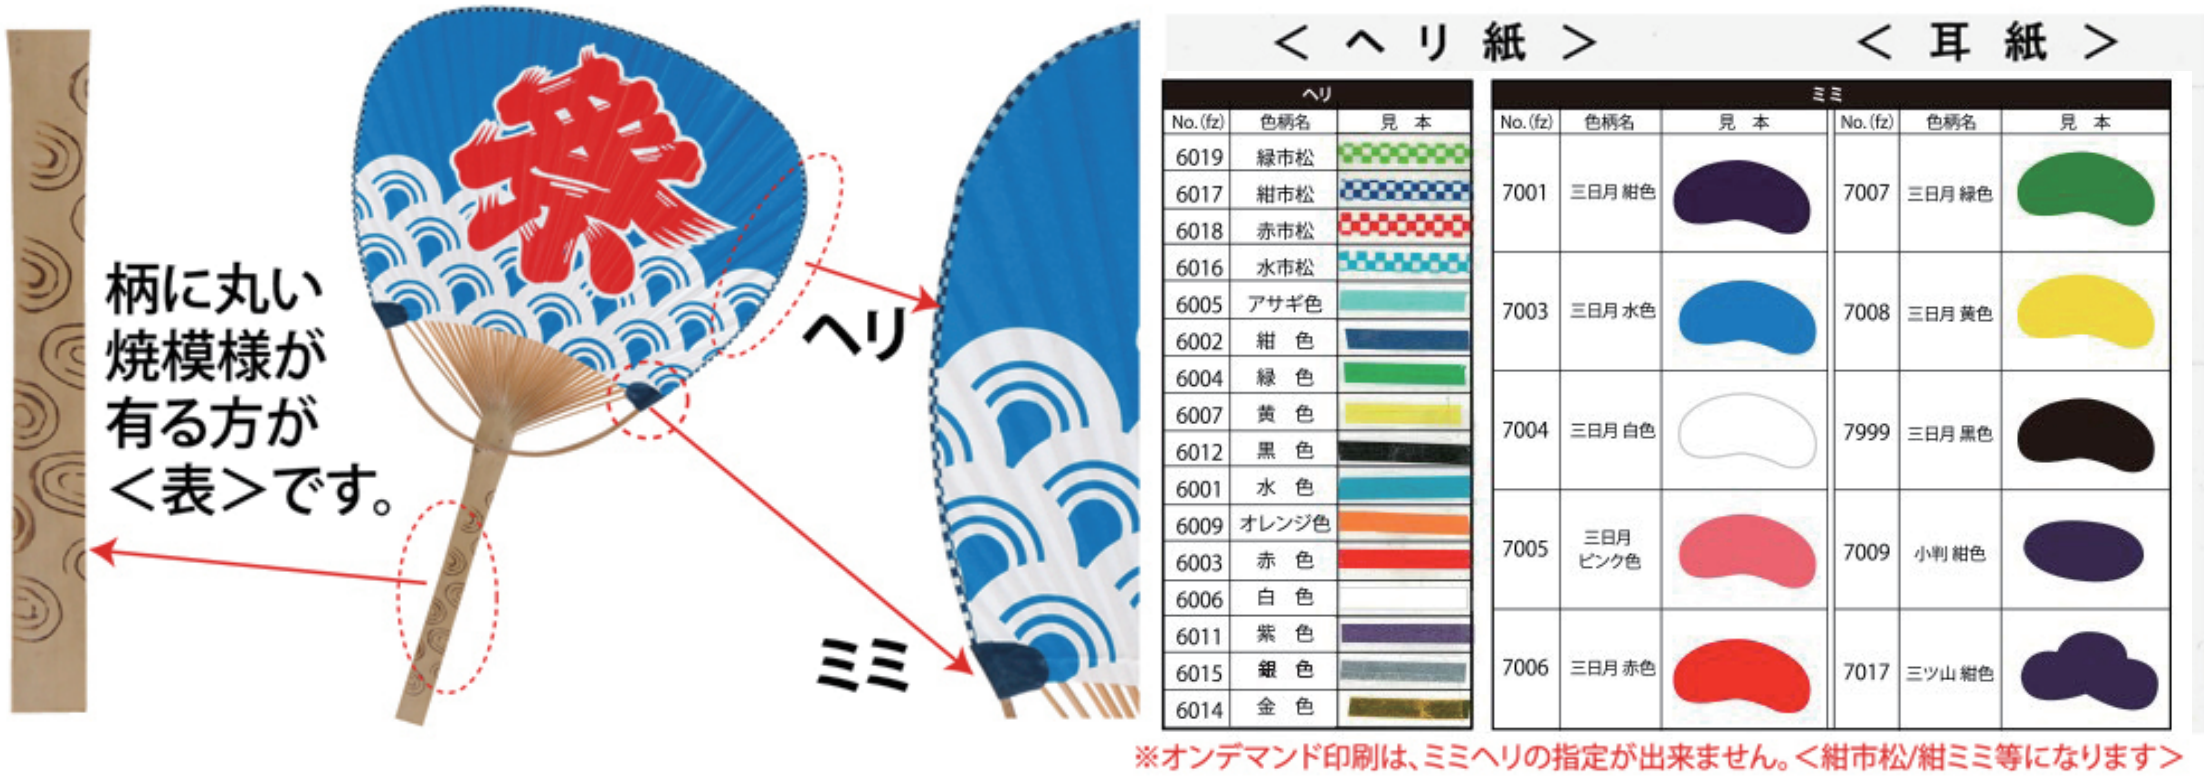 祭
柄に丸い
焼模様が
有る方が
＜表＞です。
ヘリ
ミミ
＜ ヘ リ 紙 ＞
ヘリ
No.(fz) 色柄名 見 本
6019 緑市松
6017 紺市松
6018 赤市松
6016 水市松
6005 アサギ色
6002 紺 色
6004 緑 色
6007 黄 色
6012 黒 色
6001 水 色
6009 オレンジ色
6003 赤 色
6006 白 色
6011 紫 色
6015 銀 色
6014 金 色
＜ 耳 紙 ＞
ミミ
No.(fz) 色柄名 見 本 No.(fz) 色柄名 見 本
7001 三日月 紺色 7007 三日月 緑色
7003 三日月 水色 7008 三日月 黄色
7004 三日月 白色 7999 三日月 黒色
7005 三日月
ピンク色 7009 小判 紺色
7006 三日月 赤色 7017 三ツ山 紺色
※オンデマンド印刷は、ミミヘリの指定が出来ません。＜紺市松/紺ミミ等になります＞